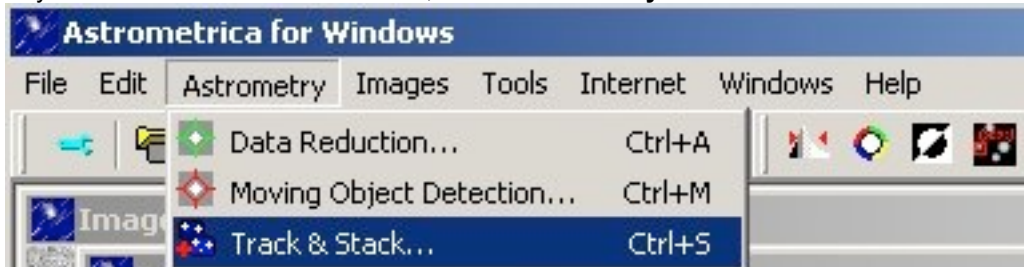 Astrometrica for Windows
File Edit Astrometry Images Tools Internet Windows Help
Data Reduction... Ctrl+A
Moving Object Detection... Ctrl+M
Track & Stack... Ctrl+S